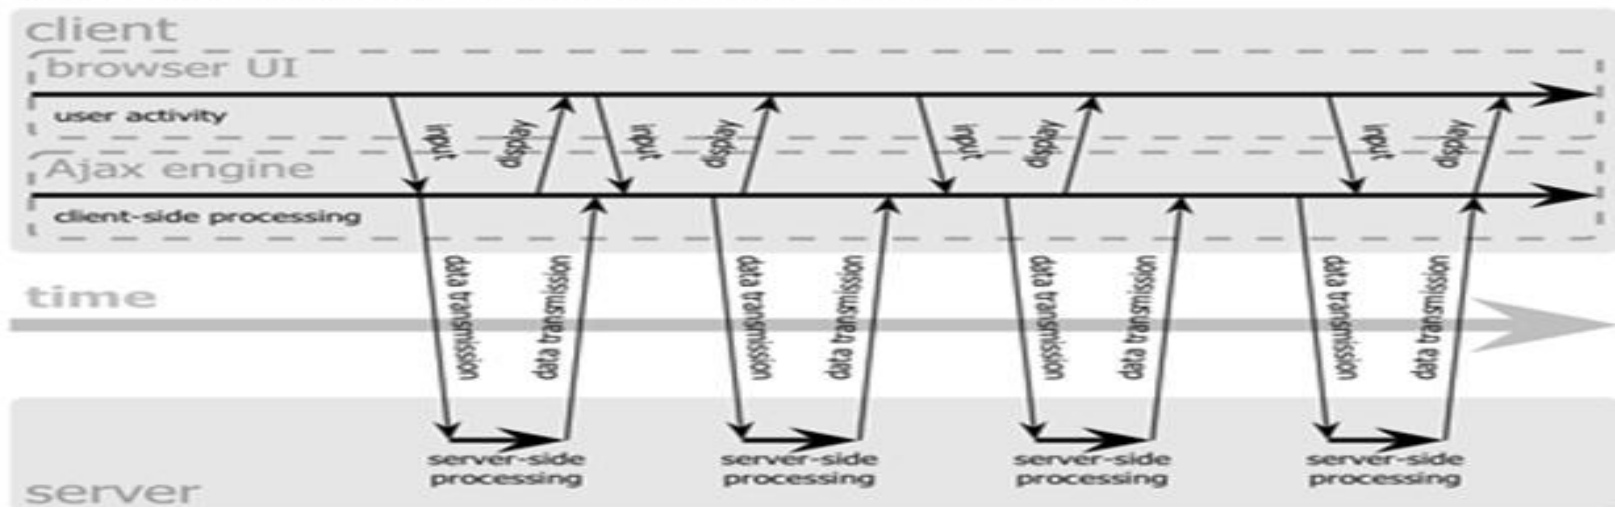 client
browser UI
user activity
input
display
input
display
input
display
input
display
Ajax engine
client-side processing
data transmission
data transmission
data transmission
data transmission
data transmission
data transmission
data transmission
data transmission
time
server-side
processing
server-side
processing
server-side
processing
server-side
processing
server